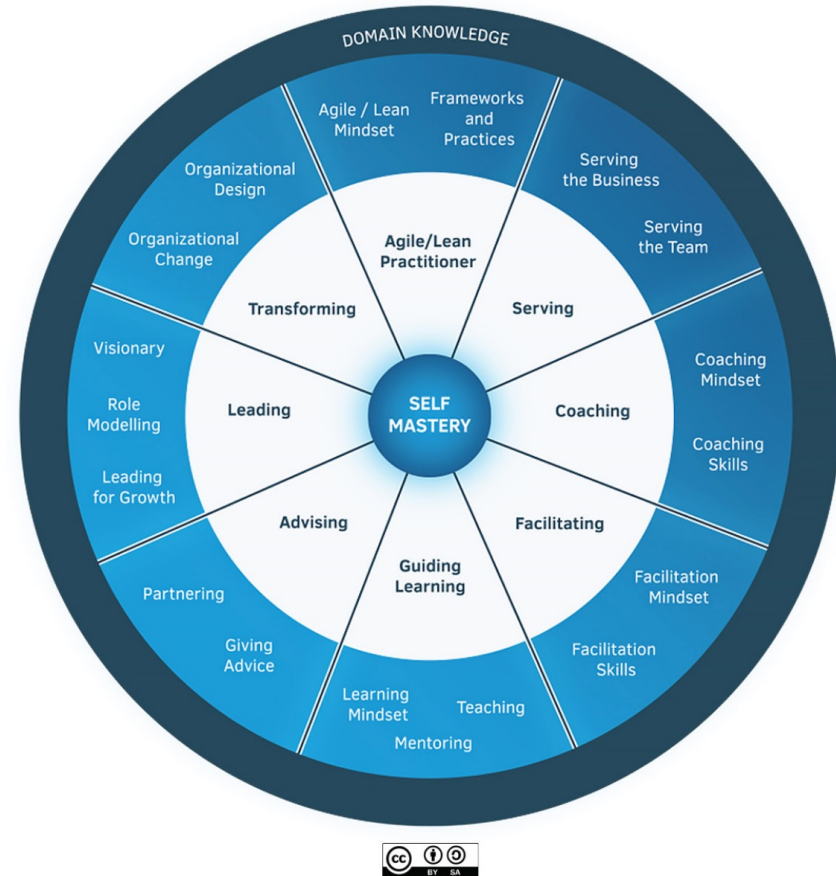 DOMAIN KNOWLEDGE
Agile / Lean
Mindset
Frameworks
and
Practices
Serving
the Business
Serving
the Team
Coaching
Mindset
Coaching
Skills
Facilitation
Mindset
Facilitation
Skills
Teaching
Mentoring
Learning
Mindset
Giving
Advice
Partnering
Leading
for Growth
Role
Modelling
Visionary
Organizational
Change
Organizational
Design
Agile/Lean
Practitioner
Serving
Coaching
Facilitating
Guiding
Learning
Advising
Leading
Transforming
SELF
MASTERY
cc
BY SA